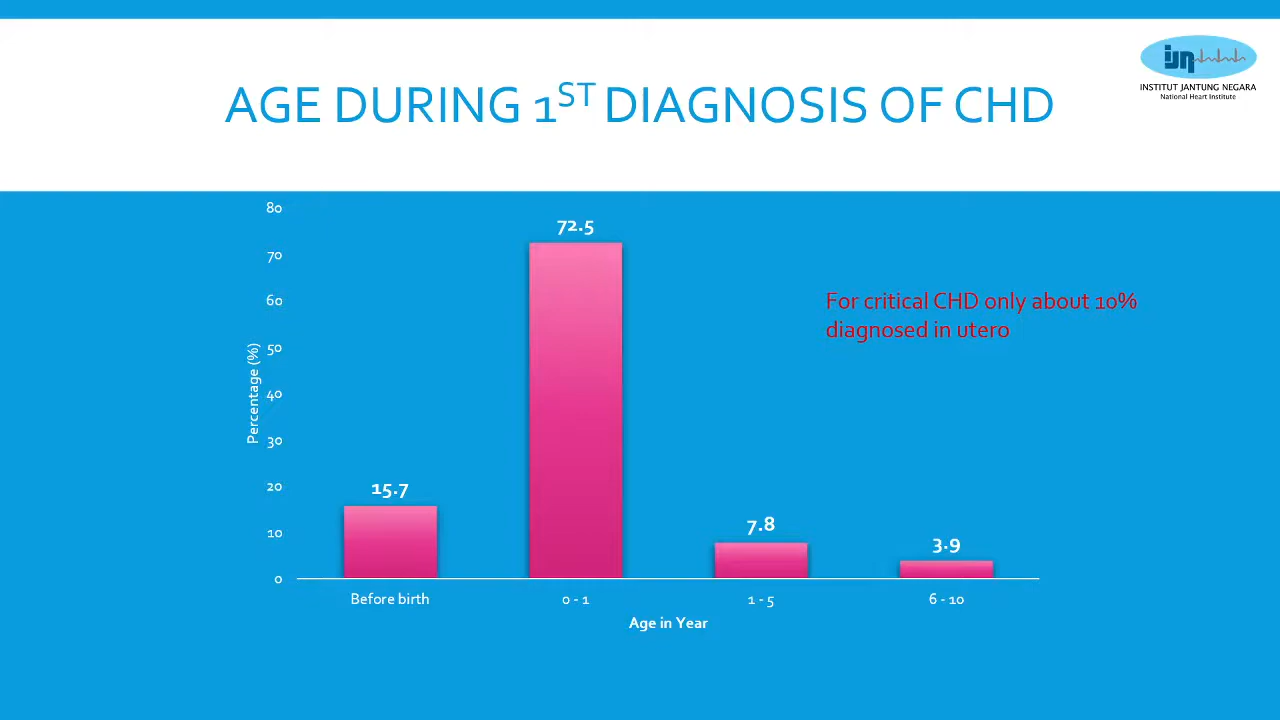 ijn
INSTITUT JANTUNG NEGARA
National Heart Institute
AGE DURING 1ST DIAGNOSIS OF CHD
For critical CHD only about 10%
diagnosed in utero
Percentage (%)
80
70
60
50
40
30
20
10
0
15.7
72.5
7.8
3.9
Before birth
0 - 1
1 - 5
6 - 10
Age in Year